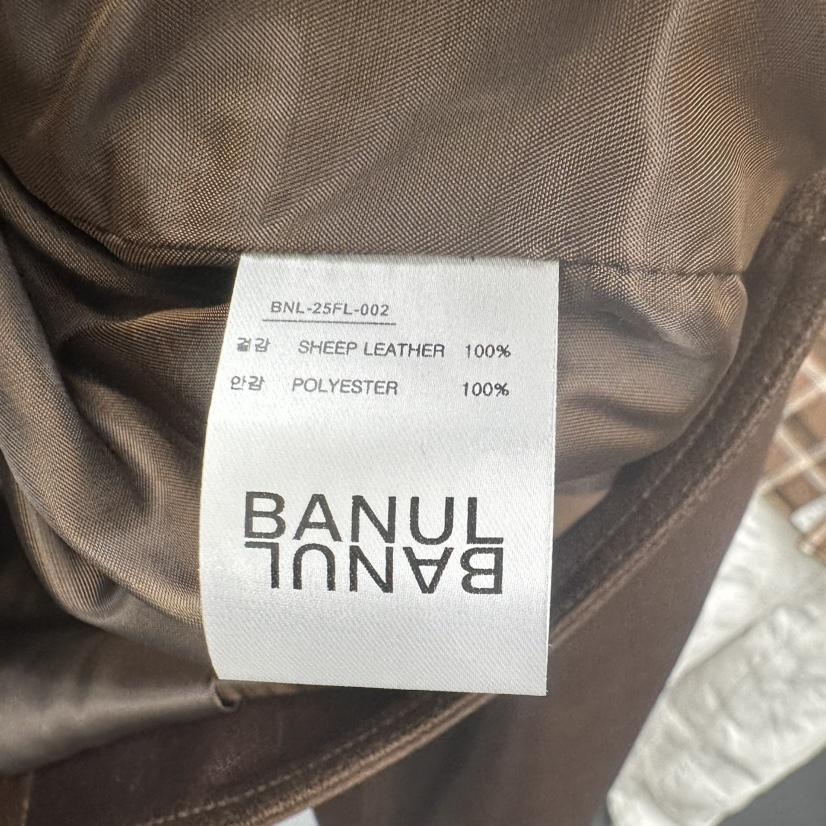 BNL-25FL-002
겉감 SHEEP LEATHER 100%
안감 POLYESTER 100%
BANUL
BANUL